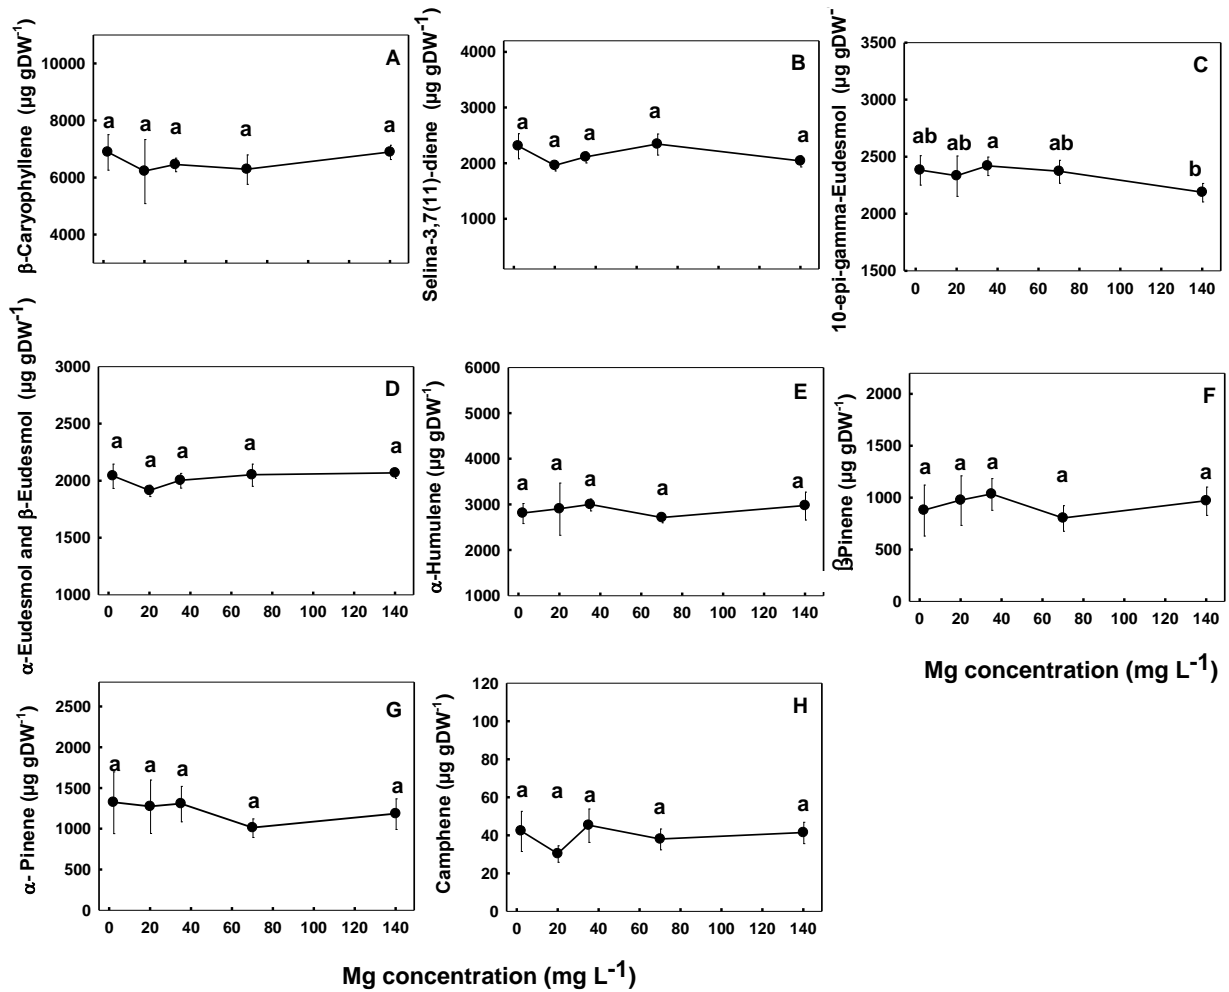 β-Caryophyllene (µg gDW-1)
A
10000
8000
6000
4000
a a a a a
Selina-3,7(11)-diene (µg gDW-1)
B
4000
3000
2000
1000
a a a a a
10-epi-gamma-Eudesmol (µg gDW-
C
3500
3000
2500
2000
1500
ab ab a ab b
0 20 40 60 80 100 120 140
α-Eudesmol and β-Eudesmol (µg gDW-1)
D
3000
2500
2000
1500
1000
a a a a a
0 20 40 60 80 100 120 140
α-Humulene (µg gDW-1)
E
6000
5000
4000
3000
2000
1000
a a a a a
0 20 40 60 80 100 120 140
β-Pinene (µg gDW-1)
F
2000
1500
1000
500
0
a a a a a
0 20 40 60 80 100 120 140
Mg concentration (mg L-1)
α- Pinene (µg gDW-1)
G
2500
2000
1500
1000
500
0
a a a a a
0 20 40 60 80 100 120 140
Camphene (µg gDW-1)
H
120
100
80
60
40
20
0
a a a a a
0 20 40 60 80 100 120 140
Mg concentration (mg L-1)